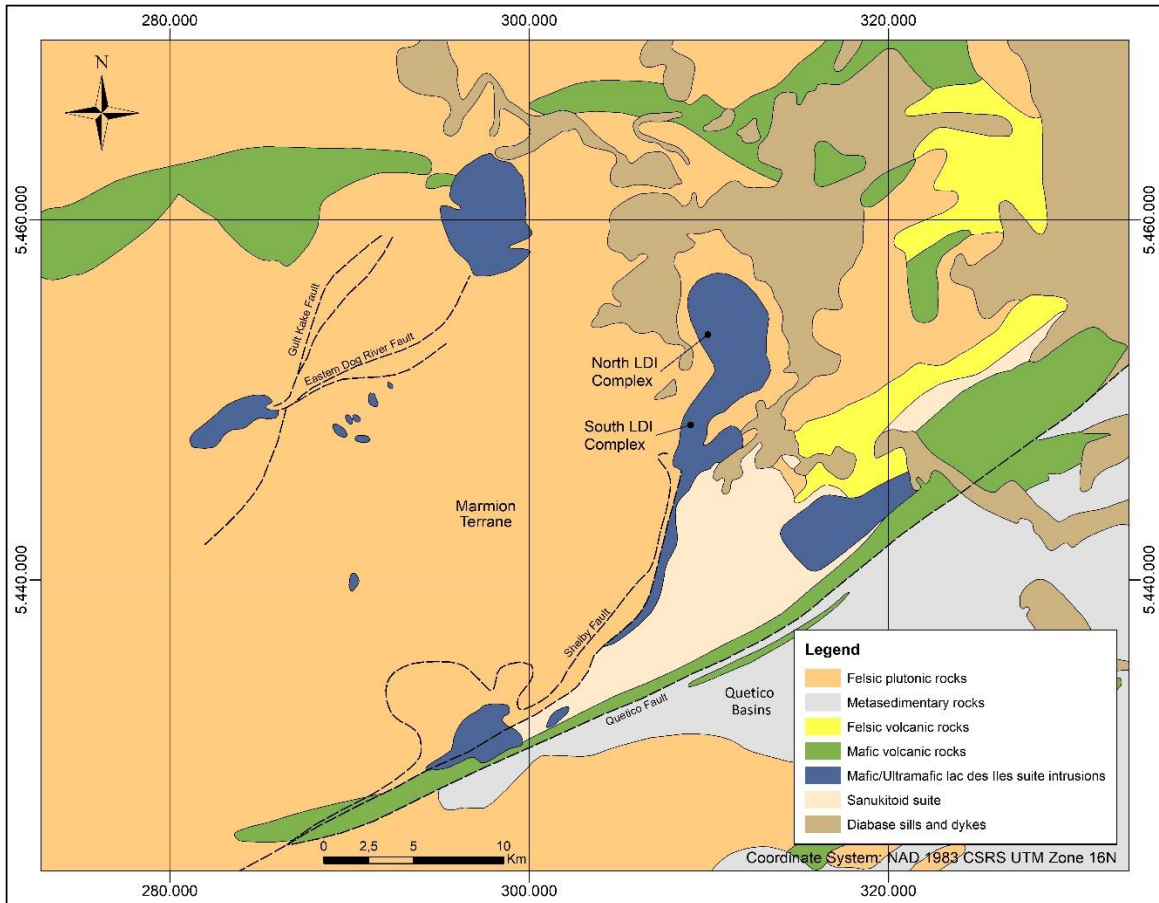 280.000
300.000
320.000
N
5.460.000
5.460.000
Gult Kake Fault
Eastern Dog River Fault
North LDI
Complex
South LDI
Complex
Marmion
Terrane
5.440.000
5.440.000
Shelby Fault
Quetico Fault
Quetico
Basins
Legend
Felsic plutonic rocks
Metasedimentary rocks
Felsic volcanic rocks
Mafic volcanic rocks
Mafic/Ultramafic lac des Iles suite intrusions
Sanukitoid suite
Diabase sills and dykes
0 2,5 5 10
Km
Coordinate System: NAD 1983 CSRS UTM Zone 16N
280.000
300.000
320.000